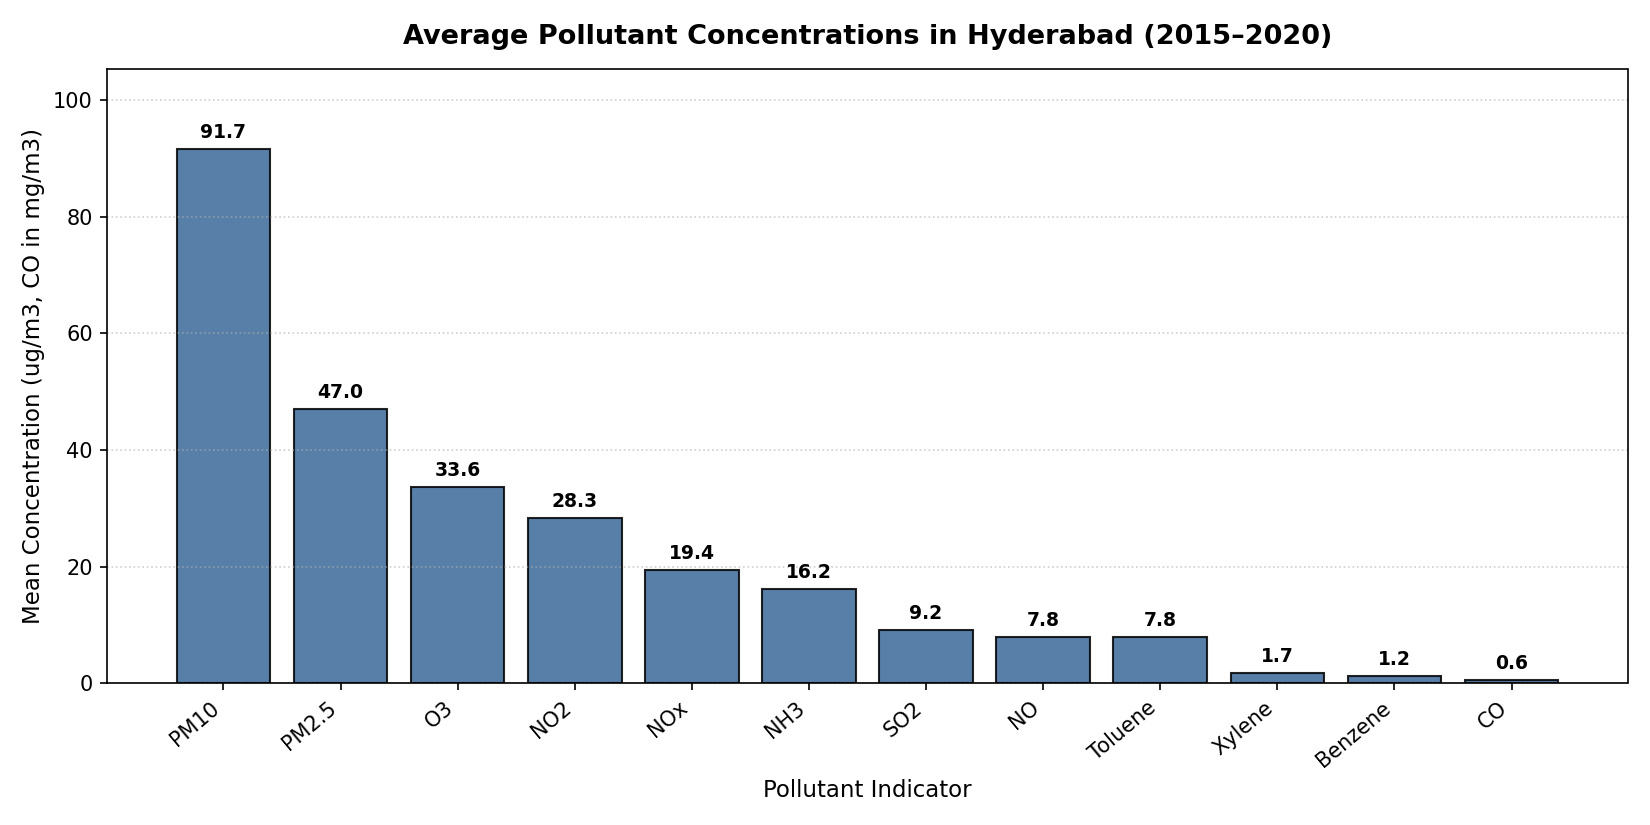 Average Pollutant Concentrations in Hyderabad (2015–2020)
Mean Concentration (ug/m3, CO in mg/m3)
100
80
60
40
20
0
91.7
47.0
33.6
28.3
19.4
16.2
9.2
7.8
7.8
1.7
1.2
0.6
PM10
PM2.5
O3
NO2
NOx
NH3
SO2
NO
Toluene
Xylene
Benzene
CO
Pollutant Indicator